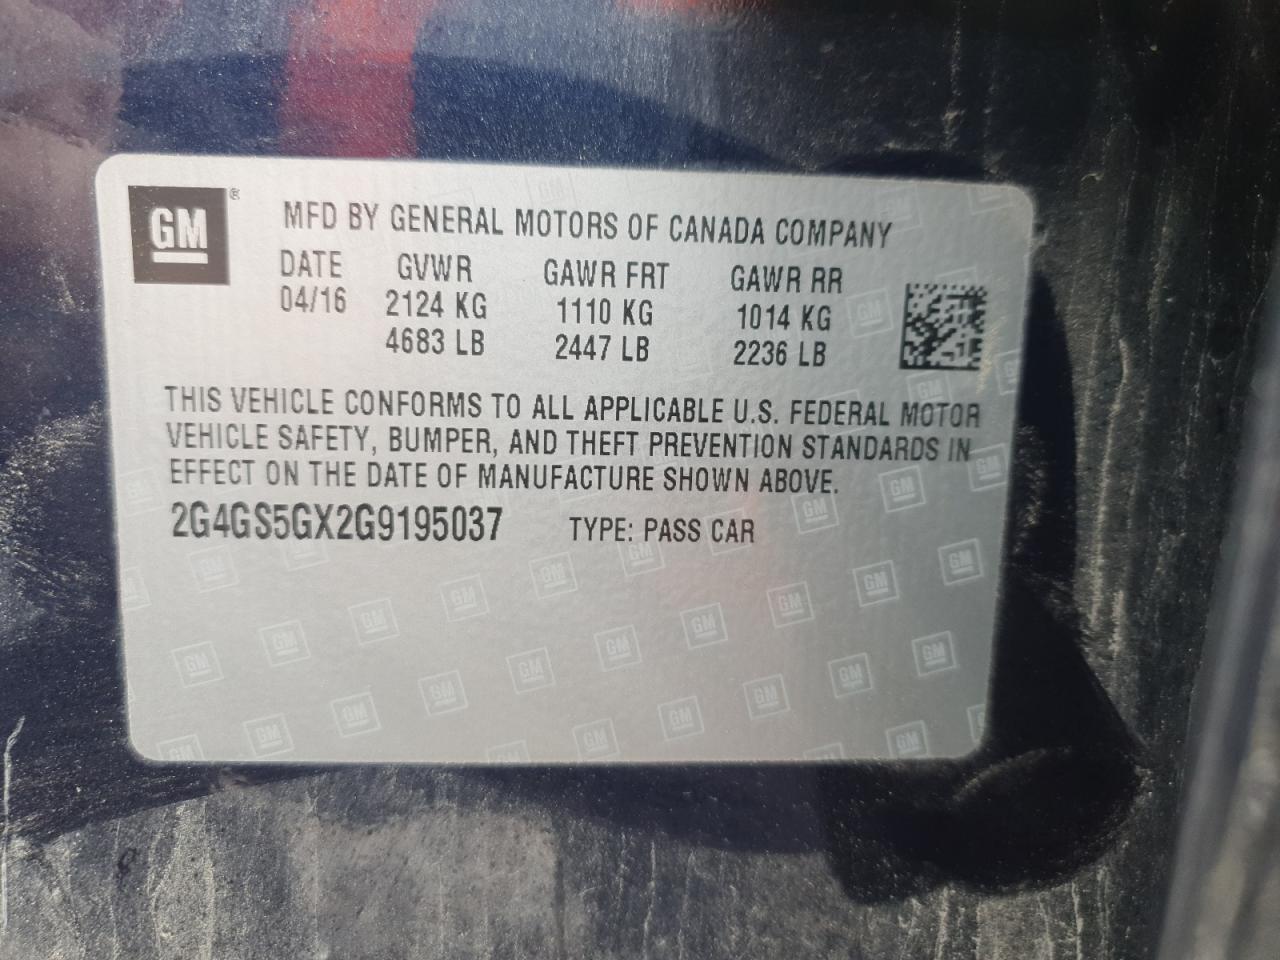 GM®
MFD BY GENERAL MOTORS OF CANADA COMPANY
DATE GVWR GAWR FRT GAWR RR
04/16 2124 KG 1110 KG 1014 KG
4683 LB 2447 LB 2236 LB
THIS VEHICLE CONFORMS TO ALL APPLICABLE U.S. FEDERAL MOTOR
VEHICLE SAFETY, BUMPER, AND THEFT PREVENTION STANDARDS IN
EFFECT ON THE DATE OF MANUFACTURE SHOWN ABOVE.
2G4GS5GX2G9195037 TYPE: PASS CAR